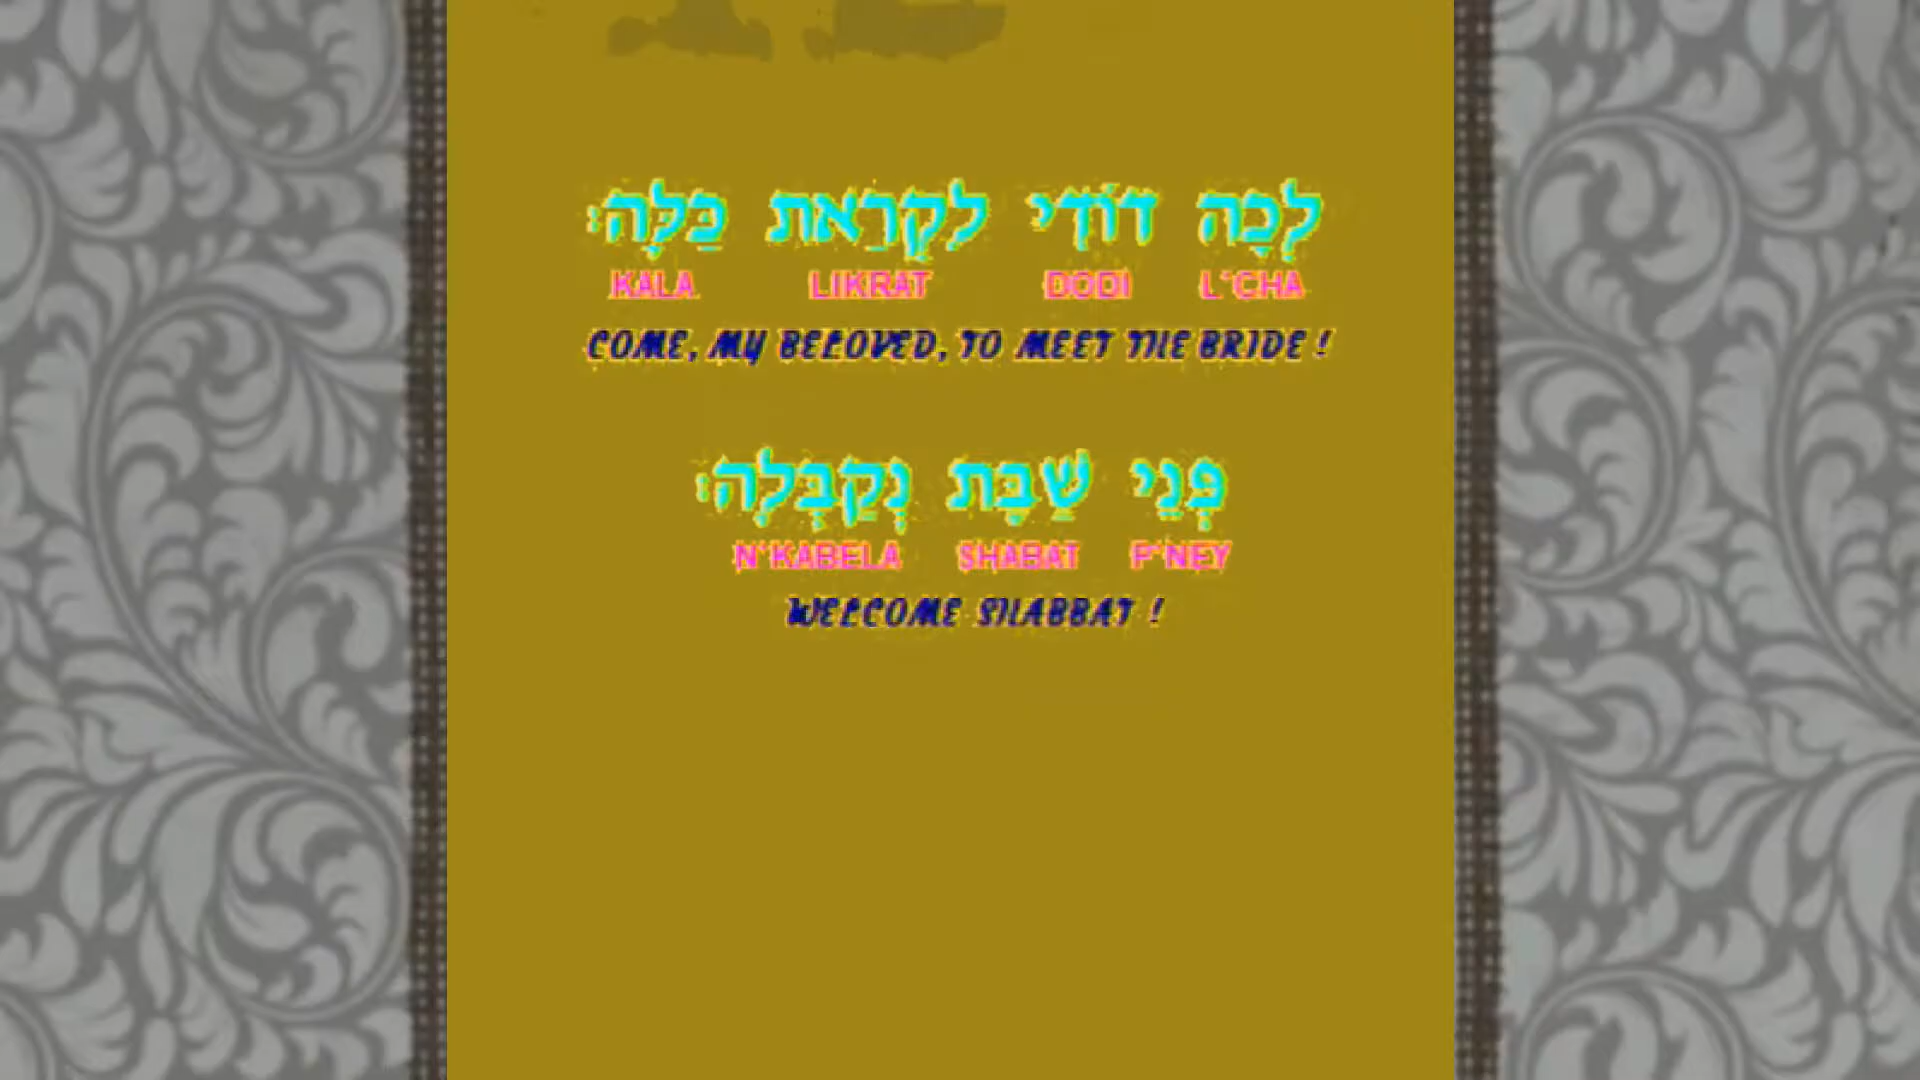 לְכָה דוֹדִי לִקְרַאת כַּלָּה:
KALA LIKRAT DODI L'CHA
COME, MY BELOVED, TO MEET THE BRIDE !
פְּנֵי שַׁבָּת נְקַבְּלָה:
N'KABELA SHABAT P'NEY
WELCOME SHABBAT !